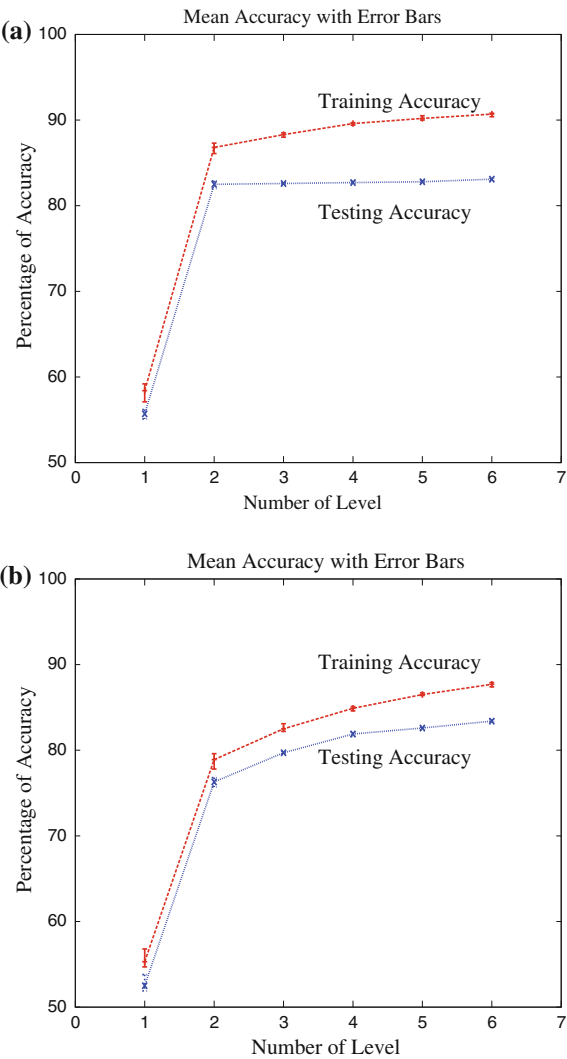 (a)
Mean Accuracy with Error Bars
100
90
80
70
60
50
Percentage of Accuracy
Training Accuracy
Testing Accuracy
0 1 2 3 4 5 6 7
Number of Level
(b)
Mean Accuracy with Error Bars
100
90
80
70
60
50
Percentage of Accuracy
Training Accuracy
Testing Accuracy
0 1 2 3 4 5 6 7
Number of Level